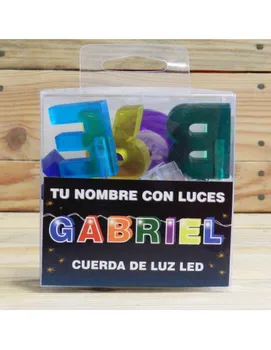 TU NOMBRE CON LUCES
GABRIEL
CUERDA DE LUZ LED